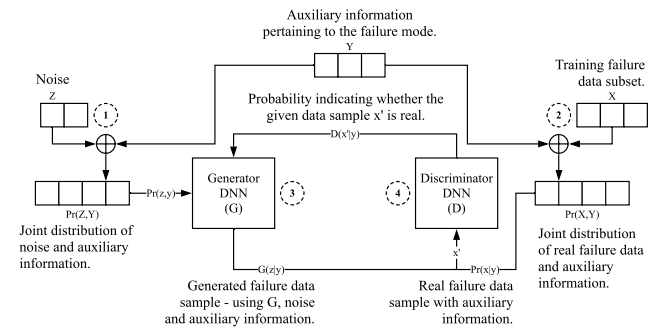 Auxiliary information
pertaining to the failure mode.
Y
Noise
Z
1
Training failure
data subset.
X
2
Probability indicating whether the
given data sample x' is real.
D(x'|y)
Generator
DNN
(G)
3
4
Discriminator
DNN
(D)
Pr(z,y)
Pr(Z,Y)
Joint distribution of
noise and auxiliary
information.
Pr(X,Y)
Joint distribution
of real failure data
and auxiliary
information.
x'
G(z|y)
Pr(x|y)
Generated failure data
sample - using G, noise
and auxiliary information.
Real failure data
sample with auxiliary
information.